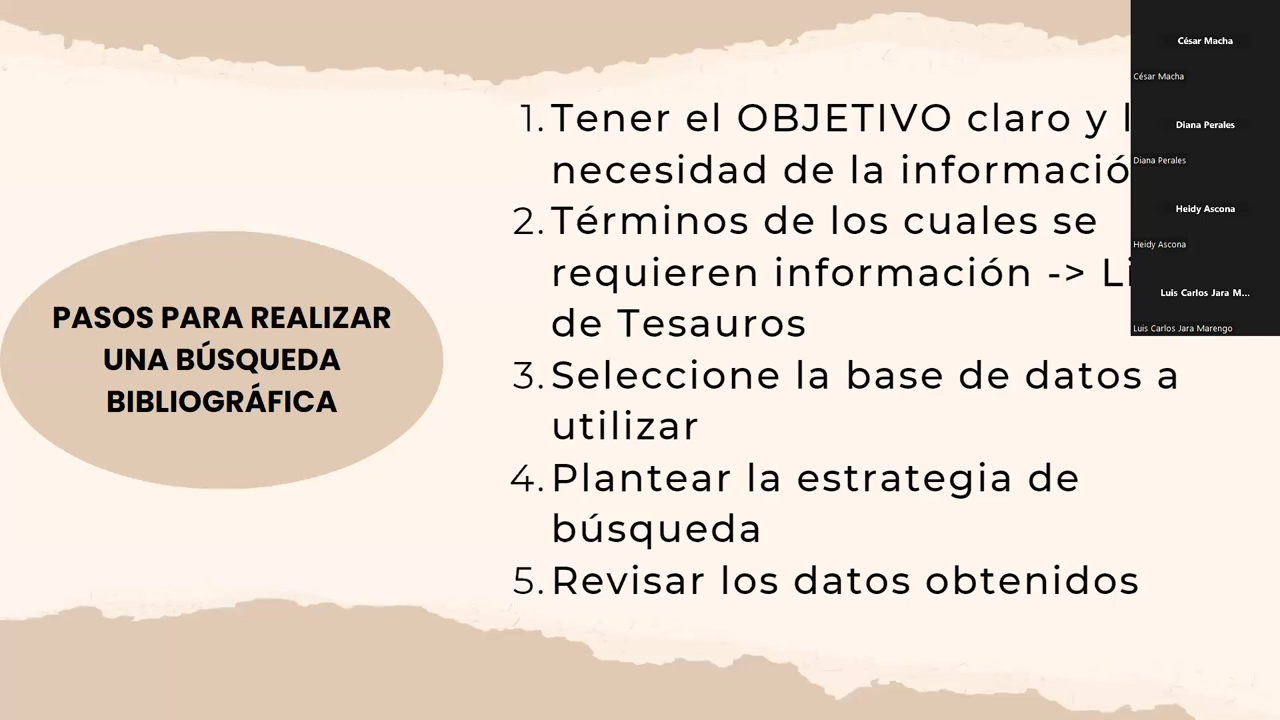 PASOS PARA REALIZAR
UNA BÚSQUEDA
BIBLIOGRÁFICA
1. Tener el OBJETIVO claro y
necesidad de la
2. Términos de los cuales se
requieren información ->
de Tesauros
3. Seleccione la base de datos a
utilizar
4. Plantear la estrategia de
búsqueda
5. Revisar los datos obtenidos
César Macha
César Macha
Diana Perales
Diana Perales
Heidy Ascona
Heidy Ascona
Luis Carlos Jara M...
Luis Carlos Jara Marengo